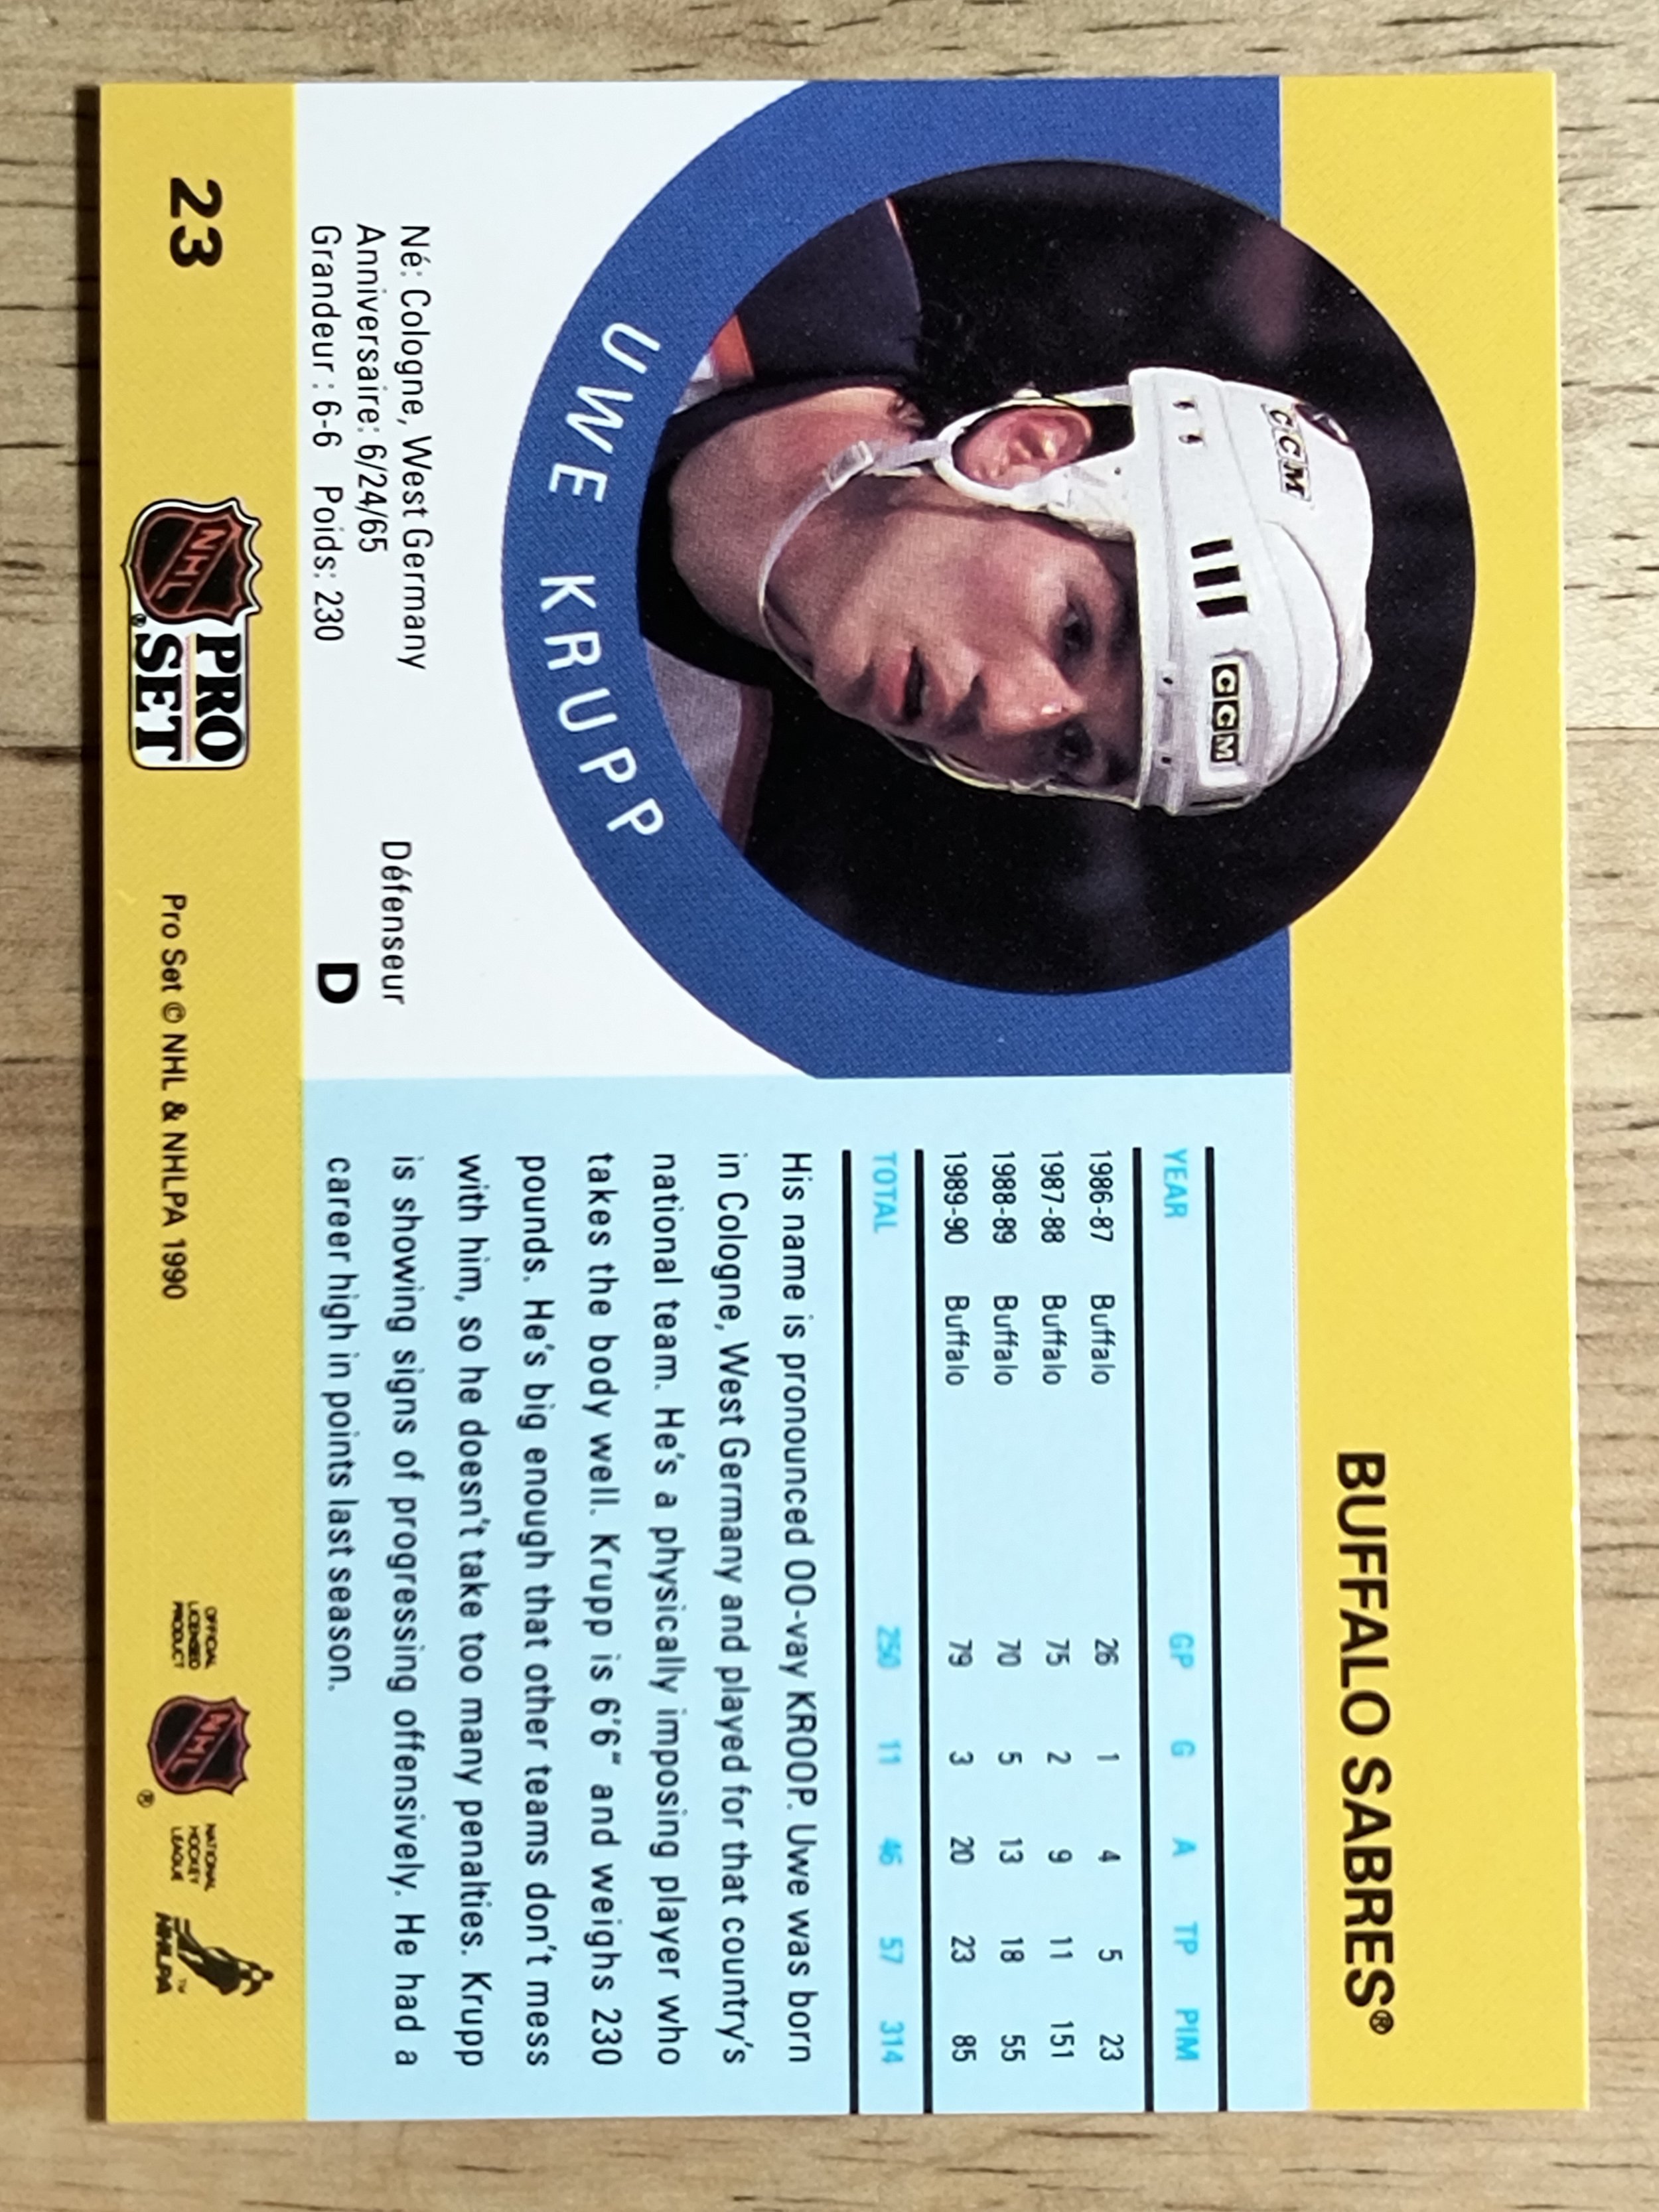 BUFFALO SABRES®
CCM
CCM
UWE KRUPP
Né: Cologne, West Germany
Anniversaire: 6/24/65
Grandeur : 6-6 Poids: 230
Défenseur
D
YEAR GP G A TP PIM
1986-87 Buffalo 26 1 4 5 23
1987-88 Buffalo 75 2 9 11 151
1988-89 Buffalo 70 5 13 18 55
1989-90 Buffalo 79 3 20 23 85
TOTAL 250 11 46 57 314
His name is pronounced OO-vay KROOP. Uwe was born
in Cologne, West Germany and played for that country's
national team. He's a physically imposing player who
takes the body well. Krupp is 6'6" and weighs 230
pounds. He's big enough that other teams don't mess
with him, so he doesn't take too many penalties. Krupp
is showing signs of progressing offensively. He had a
career high in points last season.
23
NHL
®
PRO
SET
Pro Set © NHL & NHLPA 1990
OFFICIAL
LICENSED
PRODUCT
NHL
®
NATIONAL
HOCKEY
LEAGUE
NHLPA™